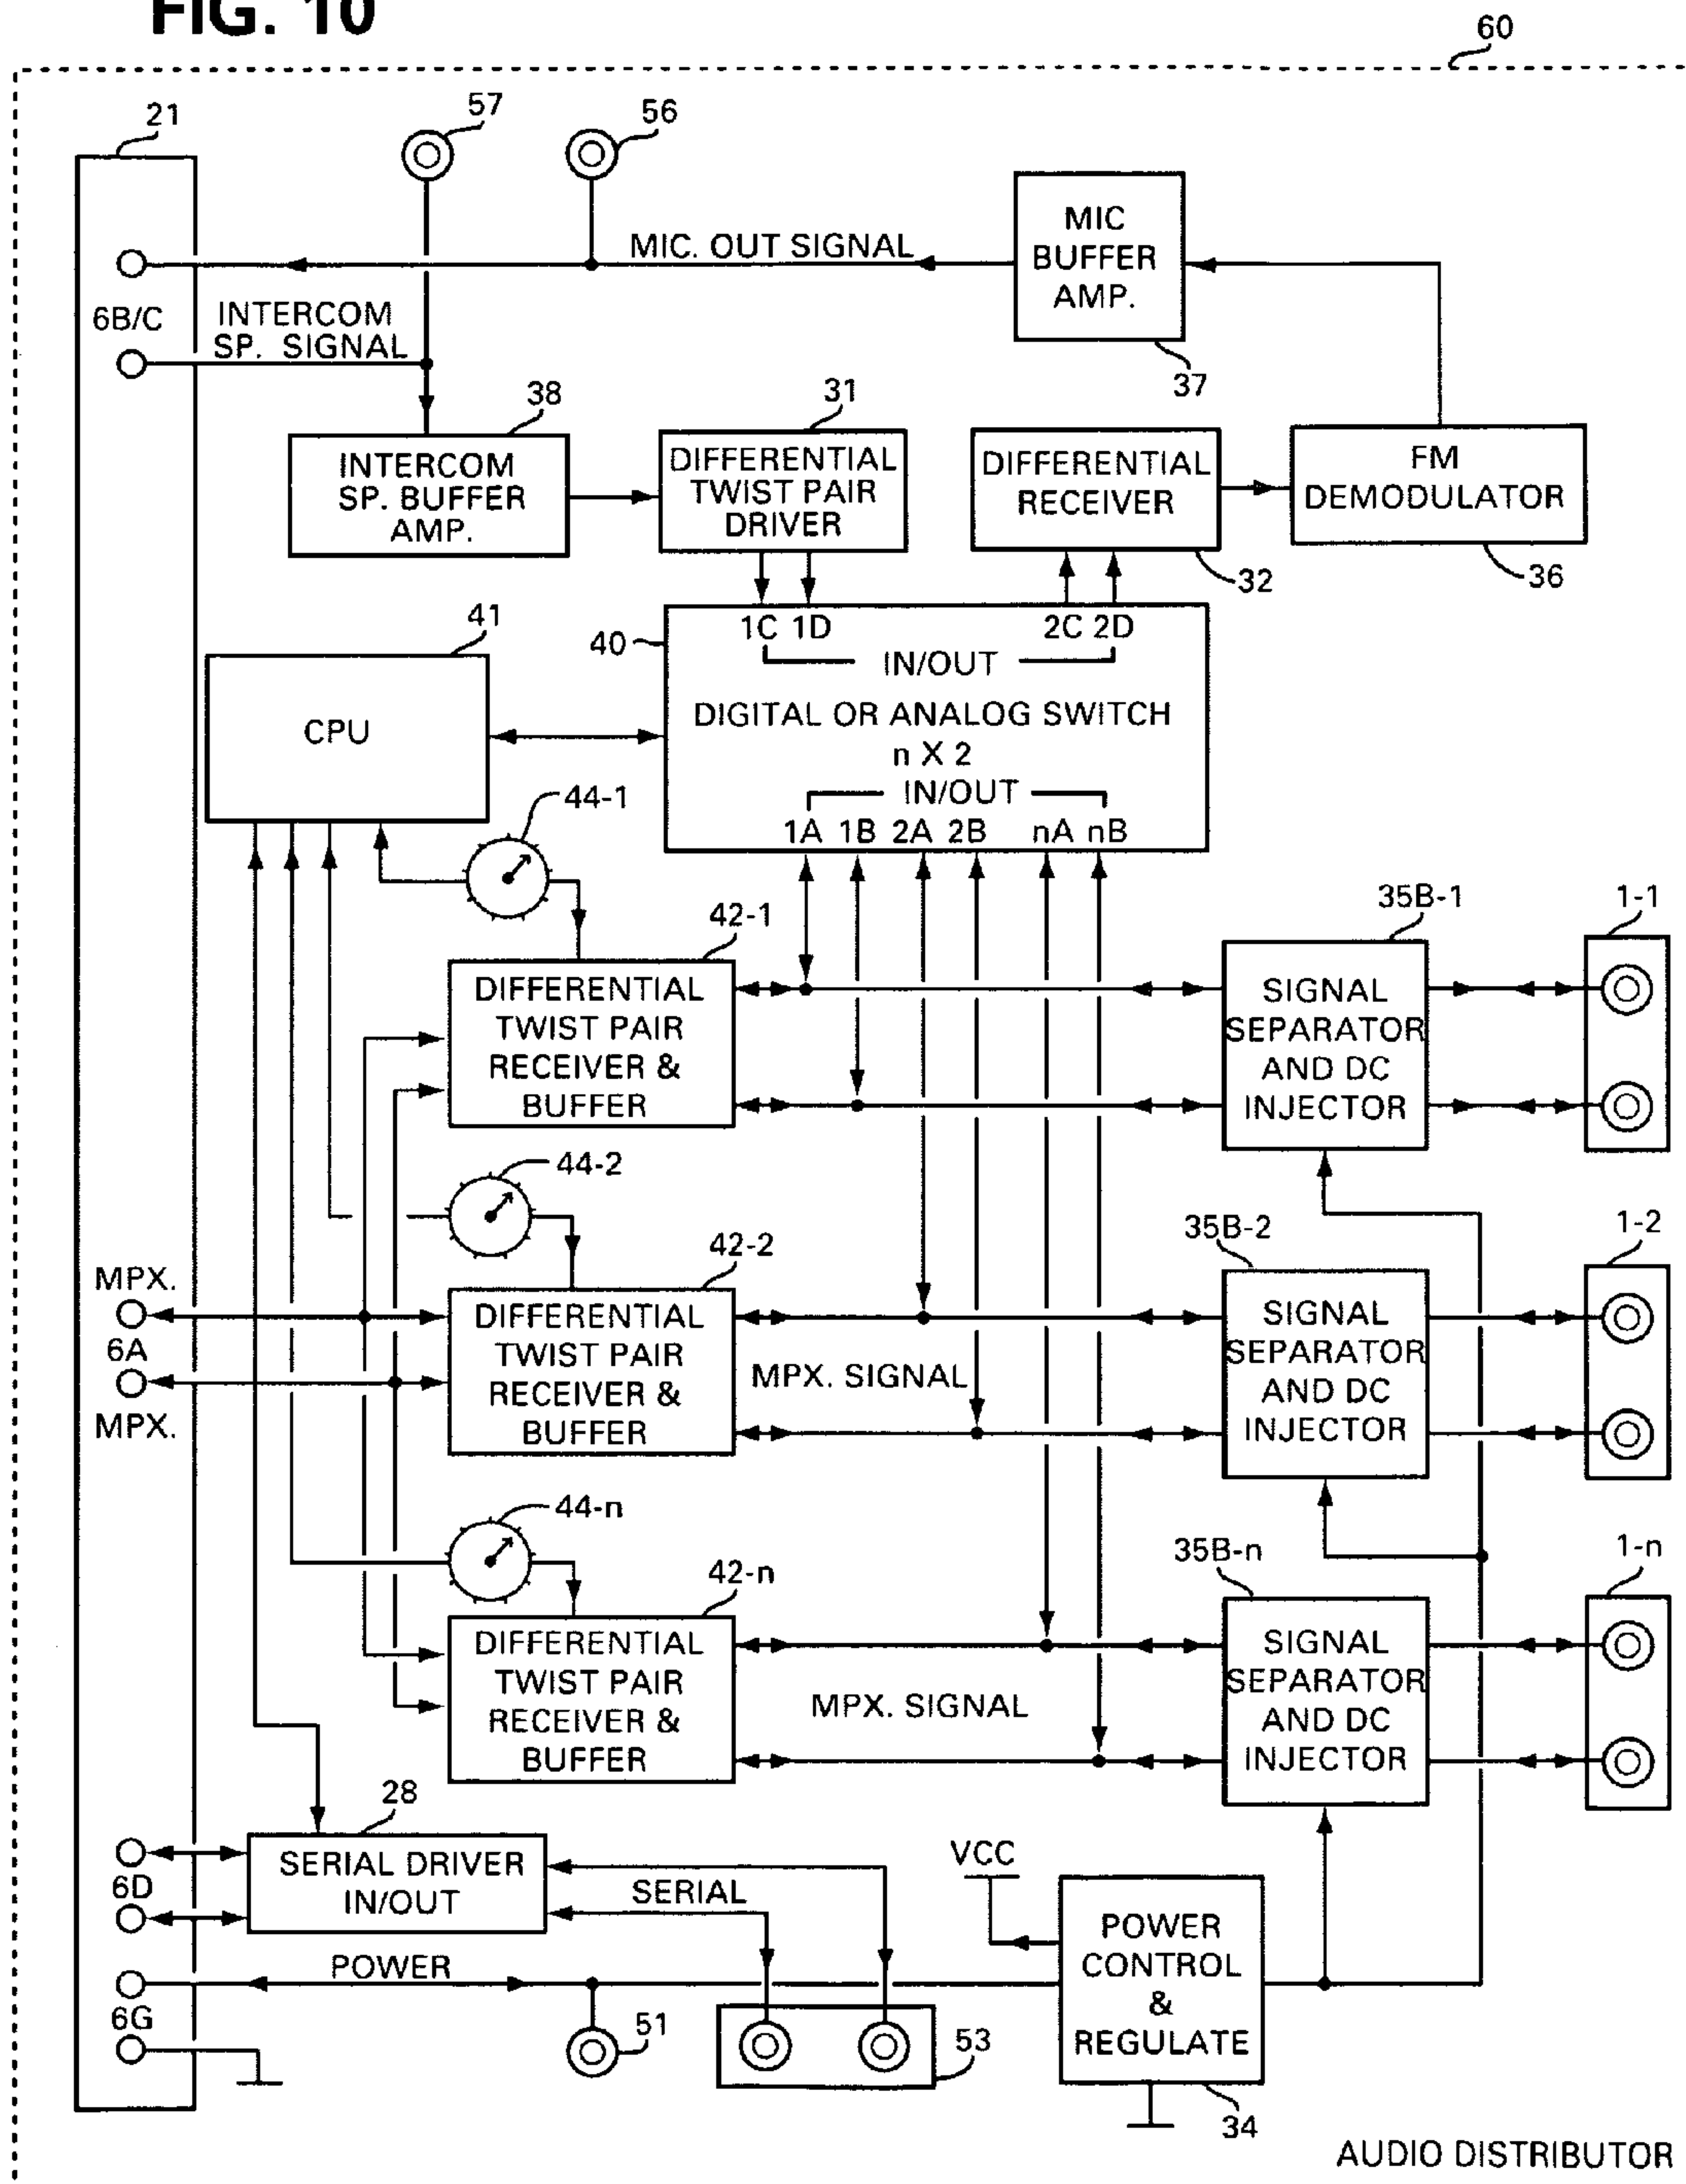 FIG. 10
60
21
57
56
MIC. OUT SIGNAL
MIC
BUFFER
AMP.
37
6B/C
INTERCOM
SP. SIGNAL
38
INTERCOM
SP. BUFFER
AMP.
31
DIFFERENTIAL
TWIST PAIR
DRIVER
DIFFERENTIAL
RECEIVER
32
FM
DEMODULATOR
36
41
CPU
40
1C 1D
2C 2D
IN/OUT
DIGITAL OR ANALOG SWITCH
n X 2
IN/OUT
1A 1B 2A 2B nA nB
44-1
42-1
DIFFERENTIAL
TWIST PAIR
RECEIVER &
BUFFER
35B-1
SIGNAL
SEPARATOR
AND DC
INJECTOR
1-1
44-2
42-2
MPX.
6A
MPX.
DIFFERENTIAL
TWIST PAIR
RECEIVER &
BUFFER
MPX. SIGNAL
35B-2
SIGNAL
SEPARATOR
AND DC
INJECTOR
1-2
44-n
42-n
DIFFERENTIAL
TWIST PAIR
RECEIVER &
BUFFER
MPX. SIGNAL
35B-n
SIGNAL
SEPARATOR
AND DC
INJECTOR
1-n
28
6D
SERIAL DRIVER
IN/OUT
SERIAL
VCC
POWER
6G
51
53
POWER
CONTROL
&
REGULATE
34
AUDIO DISTRIBUTOR